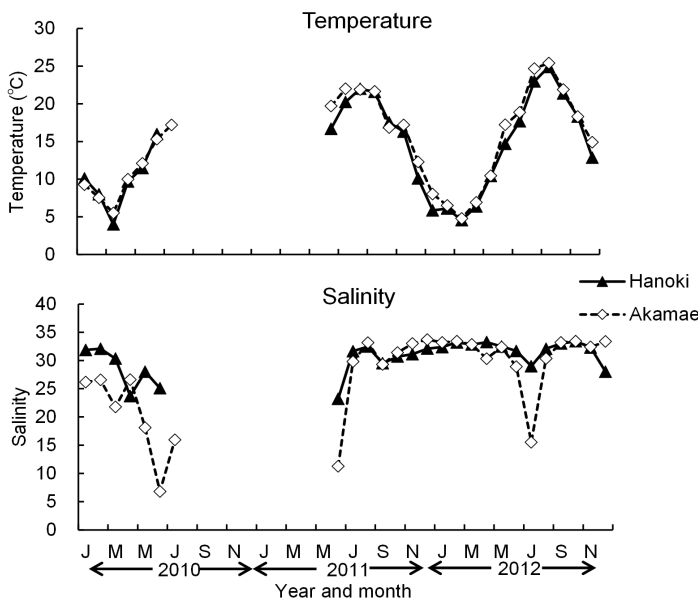 Temperature
30
25
20
15
10
5
0
Temperature (°C)
Hanoki
Akamae
Salinity
40
35
30
25
20
15
10
5
0
Salinity
J M M J S N J M M J S N J M M J S N
2010 2011 2012
Year and month